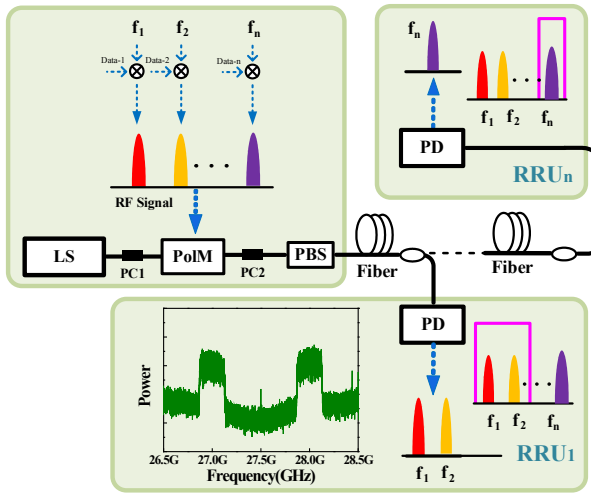 f1 f2 fn
Data-1 Data-2 Data-n
RF Signal
LS
PC1
PolM
PC2
PBS
Fiber
Fiber
fn
f1 f2 fn
PD
RRUn
PD
Power
26.5G 27.0G 27.5G 28.0G 28.5G
Frequency(GHz)
f1 f2
f1 f2 fn
RRU1